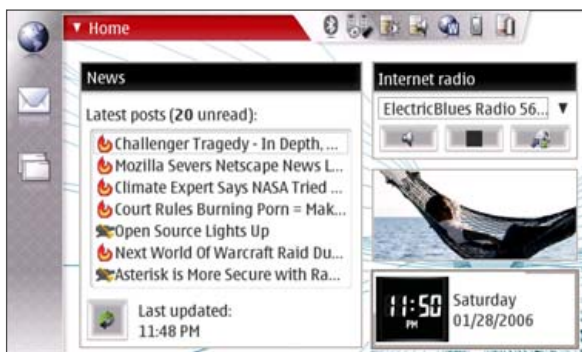 Home
News
Latest posts (20 unread):
Challenger Tragedy - In Depth, ...
Mozilla Severs Netscape News L...
Climate Expert Says NASA Tried ...
Court Rules Burning Porn = Mak...
Open Source Lights Up
Next World Of Warcraft Raid Du...
Asterisk is More Secure with Ra...
Last updated:
11:48 PM
Internet radio
ElectricBlues Radio 56...
11:50
PM
Saturday
01/28/2006